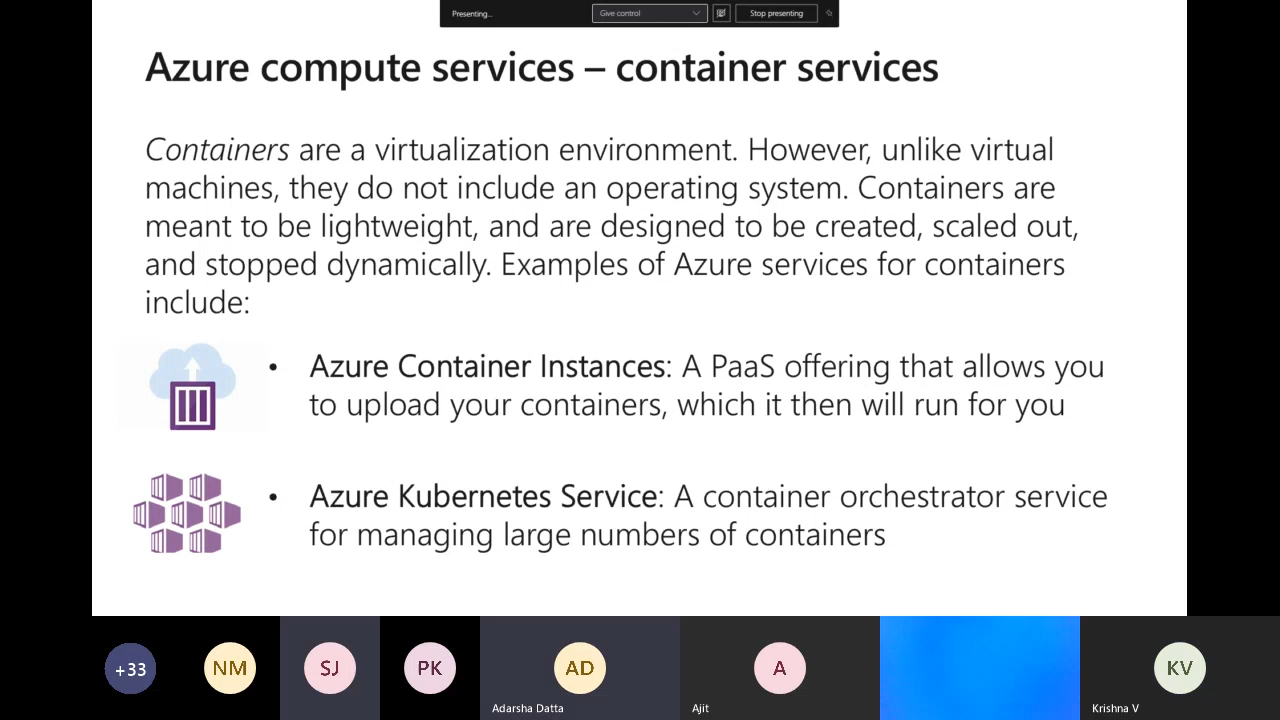 Presenting...
Give control
Stop presenting
Azure compute services – container services
Containers are a virtualization environment. However, unlike virtual
machines, they do not include an operating system. Containers are
meant to be lightweight, and are designed to be created, scaled out,
and stopped dynamically. Examples of Azure services for containers
include:
• Azure Container Instances: A PaaS offering that allows you
to upload your containers, which it then will run for you
• Azure Kubernetes Service: A container orchestrator service
for managing large numbers of containers
+33
NM
SJ
PK
AD
A
KV
Adarsha Datta
Ajit
Krishna V